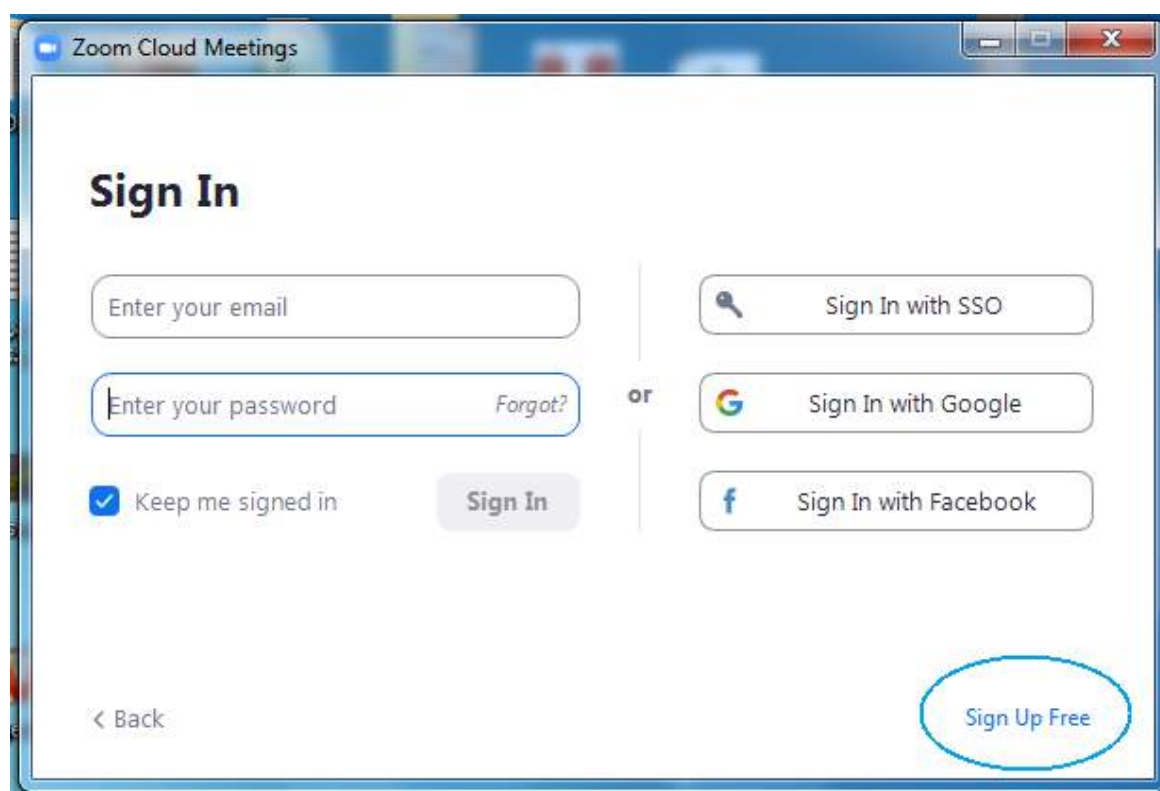 Zoom Cloud Meetings
Sign In
Enter your email
Enter your password Forgot?
Keep me signed in Sign In
or
Sign In with SSO
Sign In with Google
Sign In with Facebook
< Back
Sign Up Free